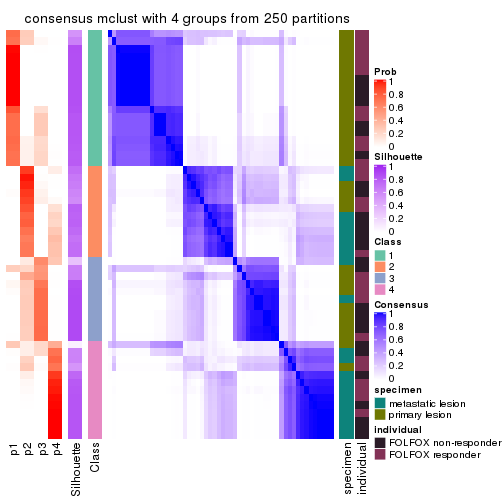 consensus mclust with 4 groups from 250 partitions
Prob
1
0.8
0.6
0.4
0.2
0
Silhouette
1
0.8
0.6
0.4
0.2
0
Class
1
2
3
4
Consensus
1
0.8
0.6
0.4
0.2
0
specimen
metastatic lesion
primary lesion
individual
FOLFOX non-responder
FOLFOX responder
p1
p2
p3
p4
Silhouette
Class
specimen
individual